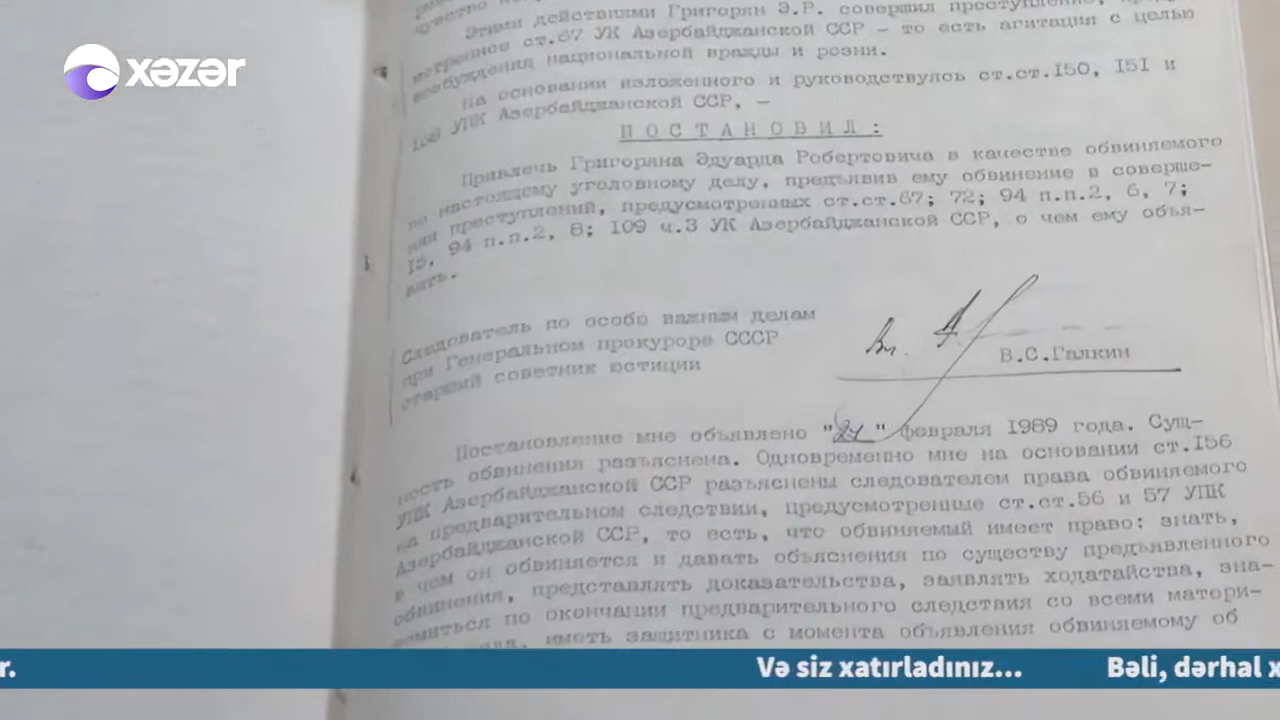 xəzər
Этими действиями Григорян Э.Р. совершил преступление,
мотренное ст.67 УК Азербайджанской ССР - то есть агитация с целью
возбуждения национальной вражды и розни.
На основании изложенного и руководствуясь ст.ст.150, 151 и
УПК Азербайджанской ССР, -
ПОСТАНОВИЛ:
Привлечь Григоряна Эдуарда Робертовича в качестве обвиняемого
по настоящему уголовному делу, предъявив ему обвинение в соверше-
нии преступлений, предусмотренных ст.ст.67; 72; 94 п.п.2, 6, 7;
15, 94 п.п.2, 8; 109 ч.3 УК Азербайджанской ССР, о чем ему объя-
вить.
Следователь по особо важным делам
при Генеральном прокуроре СССР
старший советник юстиции
В.С.Галкин
Постановление мне объявлено " " февраля 1989 года. Сущ-
ность обвинения разъяснена. Одновременно мне на основании ст.156
УПК Азербайджанской ССР разъяснены следователем права обвиняемого
на предварительном следствии, предусмотренные ст.ст.56 и 57 УПК
Азербайджанской ССР, то есть, что обвиняемый имеет право: знать,
в чем он обвиняется и давать объяснения по существу предъявленного
обвинения, представлять доказательства, заявлять ходатайства, зна-
комиться по окончании предварительного следствия со всеми матери-
иметь защитника с момента объявления обвиняемому об
r. Və siz xatırladınız... Bəli, dərhal x